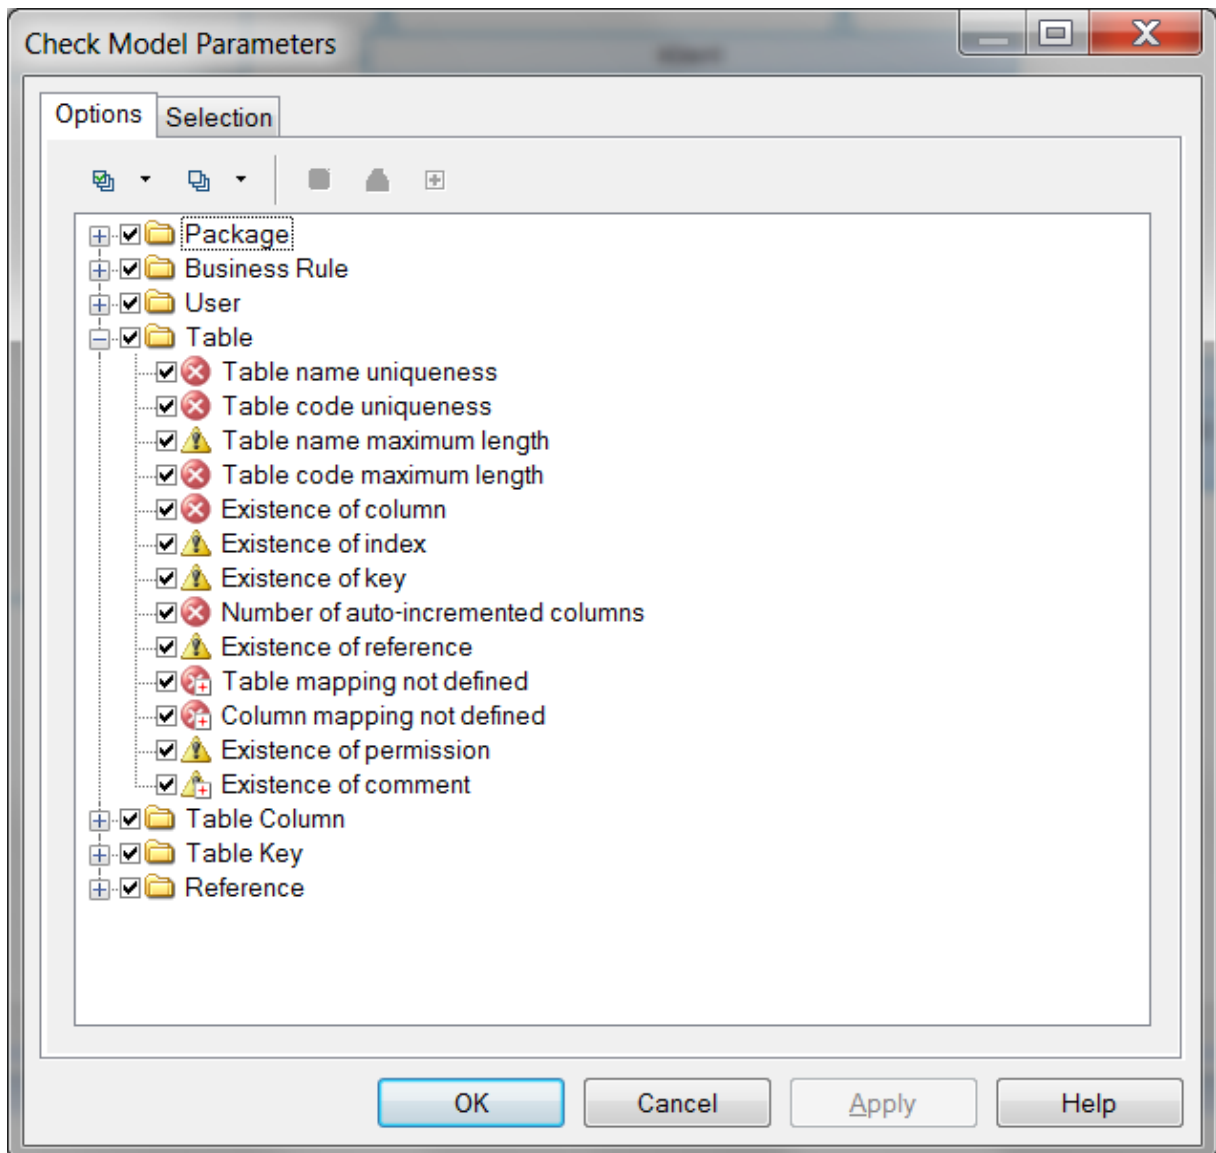 Check Model Parameters
Options
Selection
Package
Business Rule
User
Table
Table name uniqueness
Table code uniqueness
Table name maximum length
Table code maximum length
Existence of column
Existence of index
Existence of key
Number of auto-incremented columns
Existence of reference
Table mapping not defined
Column mapping not defined
Existence of permission
Existence of comment
Table Column
Table Key
Reference
OK
Cancel
Apply
Help